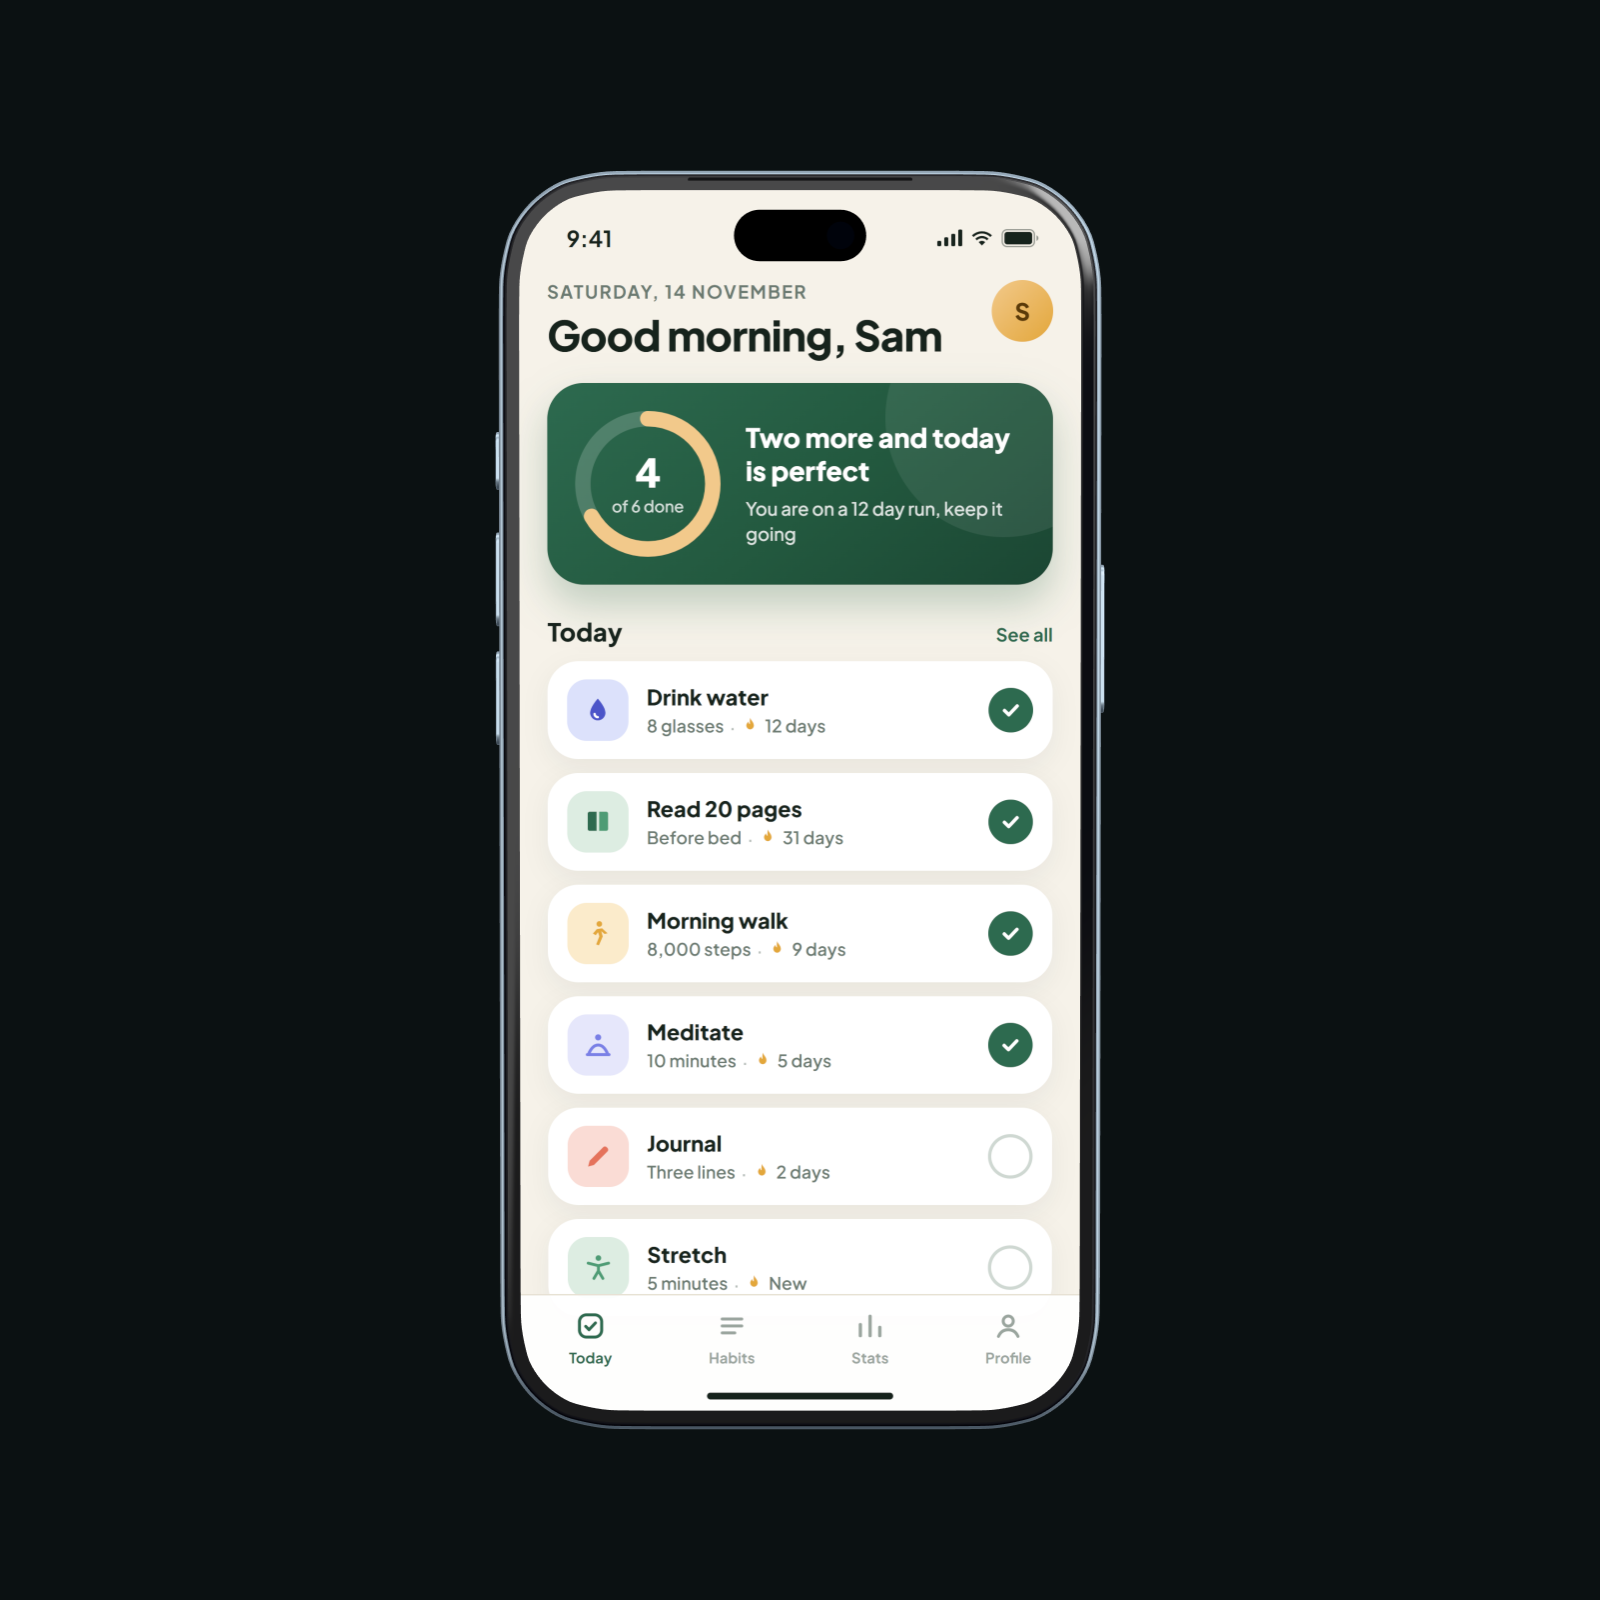 9:41
SATURDAY, 14 NOVEMBER
Good morning, Sam
S
4
of 6 done
Two more and today
is perfect
You are on a 12 day run, keep it
going
Today
See all
Drink water
8 glasses · 12 days
Read 20 pages
Before bed · 31 days
Morning walk
8,000 steps · 9 days
Meditate
10 minutes · 5 days
Journal
Three lines · 2 days
Stretch
5 minutes · New
Today
Habits
Stats
Profile